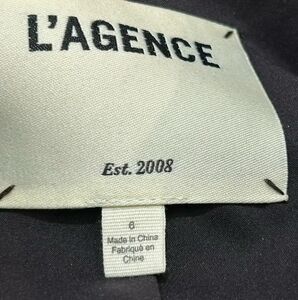 L'AGENCE
Est. 2008
6
Made in China
Fabriqué en
Chine